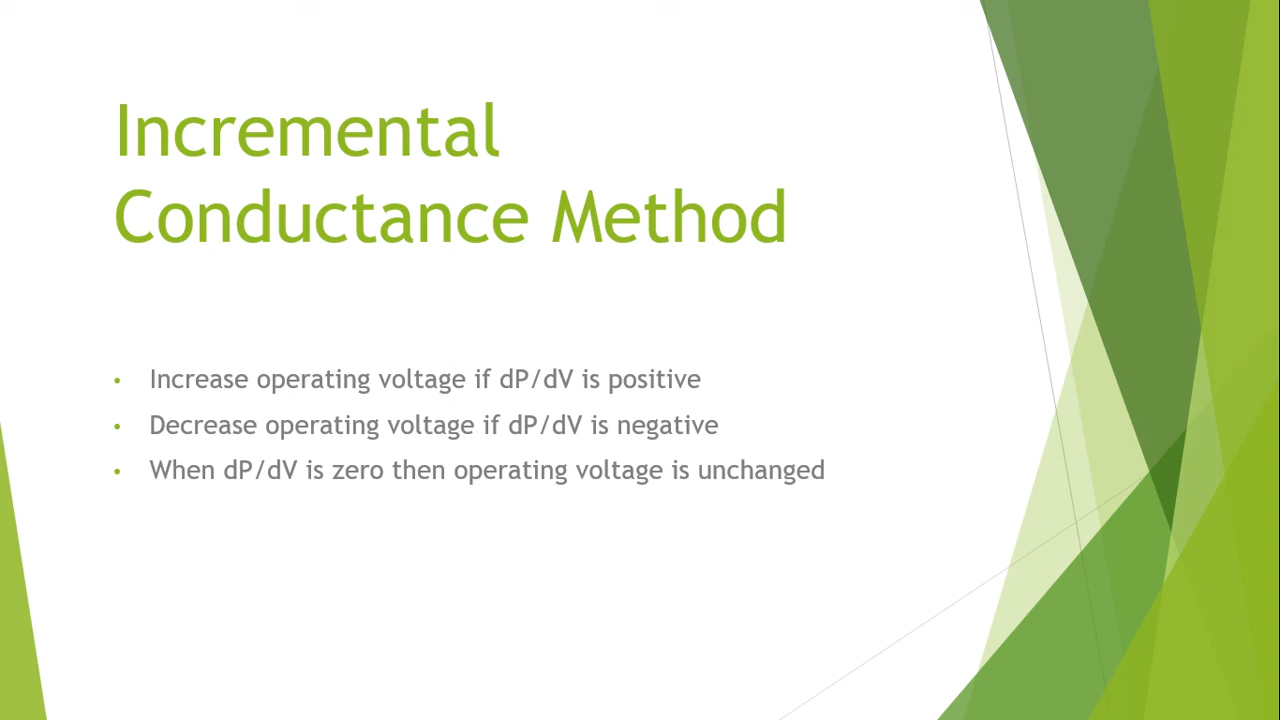 Incremental
Conductance Method
• Increase operating voltage if dP/dV is positive
• Decrease operating voltage if dP/dV is negative
• When dP/dV is zero then operating voltage is unchanged